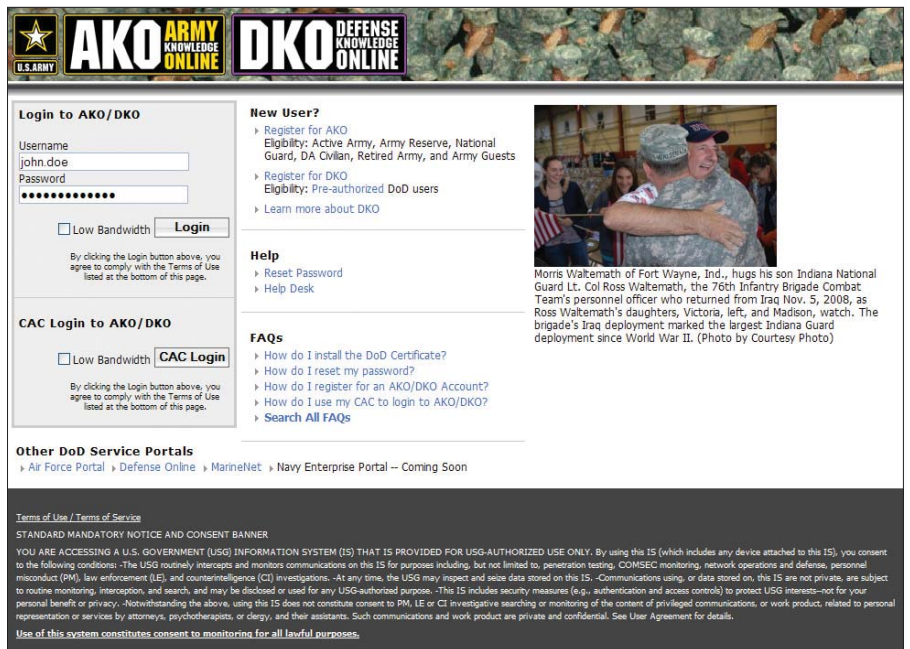 U.S.ARMY
AKO ARMY KNOWLEDGE ONLINE
DKO DEFENSE KNOWLEDGE ONLINE
Login to AKO/DKO
Username
john.doe
Password
•••••••••••••
Low Bandwidth Login
By clicking the Login button above, you
agree to comply with the Terms of Use
listed at the bottom of this page.
CAC Login to AKO/DKO
Low Bandwidth CAC Login
By clicking the Login button above, you
agree to comply with the Terms of Use
listed at the bottom of this page.
New User?
Register for AKO
Eligibility: Active Army, Army Reserve, National
Guard, DA Civilian, Retired Army, and Army Guests
Register for DKO
Eligibility: Pre-authorized DoD users
Learn more about DKO
Help
Reset Password
Help Desk
FAQs
How do I install the DoD Certificate?
How do I reset my password?
How do I register for an AKO/DKO Account?
How do I use my CAC to login to AKO/DKO?
Search All FAQs
Morris Waltemath of Fort Wayne, Ind., hugs his son Indiana National
Guard Lt. Col Ross Waltemath, the 76th Infantry Brigade Combat
Team's personnel officer who returned from Iraq Nov. 5, 2008, as
Ross Waltemath's daughters, Victoria, left, and Madison, watch. The
brigade's Iraq deployment marked the largest Indiana Guard
deployment since World War II. (Photo by Courtesy Photo)
Other DoD Service Portals
Air Force Portal Defense Online MarineNet Navy Enterprise Portal -- Coming Soon
Terms of Use / Terms of Service
STANDARD MANDATORY NOTICE AND CONSENT BANNER
YOU ARE ACCESSING A U.S. GOVERNMENT (USG) INFORMATION SYSTEM (IS) THAT IS PROVIDED FOR USG-AUTHORIZED USE ONLY. By using this IS (which includes any device attached to this IS), you consent
to the following conditions: -The USG routinely intercepts and monitors communications on this IS for purposes including, but not limited to, penetration testing, COMSEC monitoring, network operations and defense, personnel
misconduct (PM), law enforcement (LE), and counterintelligence (CI) investigations. -At any time, the USG may inspect and seize data stored on this IS. -Communications using, or data stored on, this IS are not private, are subject
to routine monitoring, interception, and search, and may be disclosed or used for any USG-authorized purpose. -This IS includes security measures (e.g., authentication and access controls) to protect USG interests--not for your
personal benefit or privacy. -Notwithstanding the above, using this IS does not constitute consent to PM, LE or CI investigative searching or monitoring of the content of privileged communications, or work product, related to personal
representation or services by attorneys, psychotherapists, or clergy, and their assistants. Such communications and work product are private and confidential. See User Agreement for details.
Use of this system constitutes consent to monitoring for all lawful purposes.